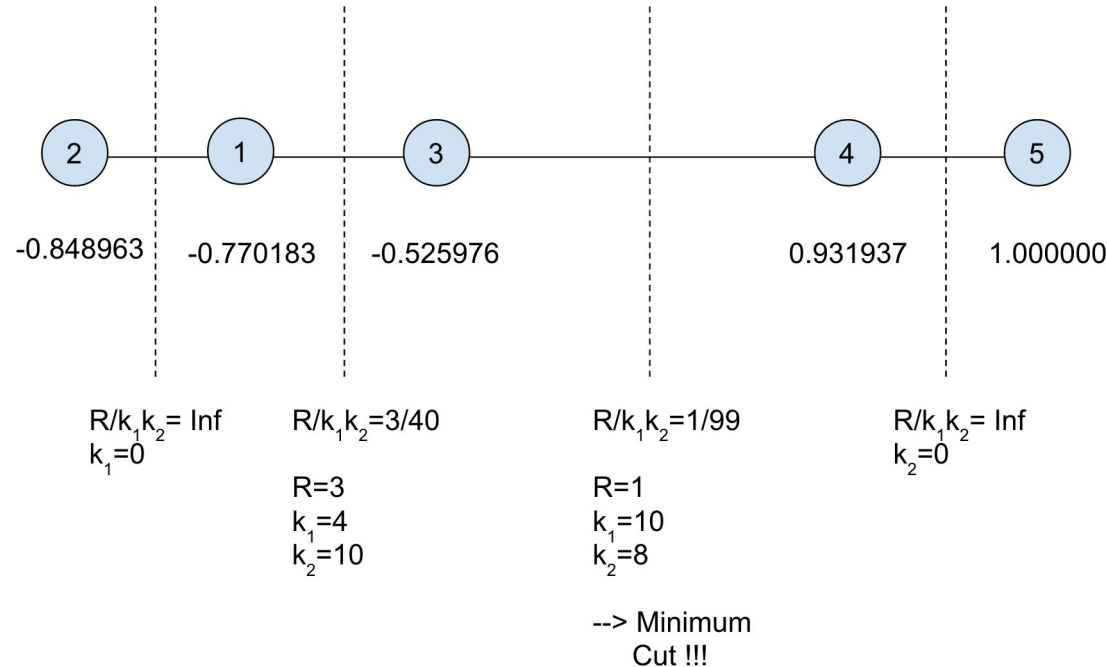 2 1 3 4 5
-0.848963 -0.770183 -0.525976 0.931937 1.000000
R/k₁k₂= Inf
k₁=0
R/k₁k₂=3/40
R=3
k₁=4
k₂=10
R/k₁k₂=1/99
R=1
k₁=10
k₂=8
--> Minimum
Cut !!!
R/k₁k₂= Inf
k₂=0